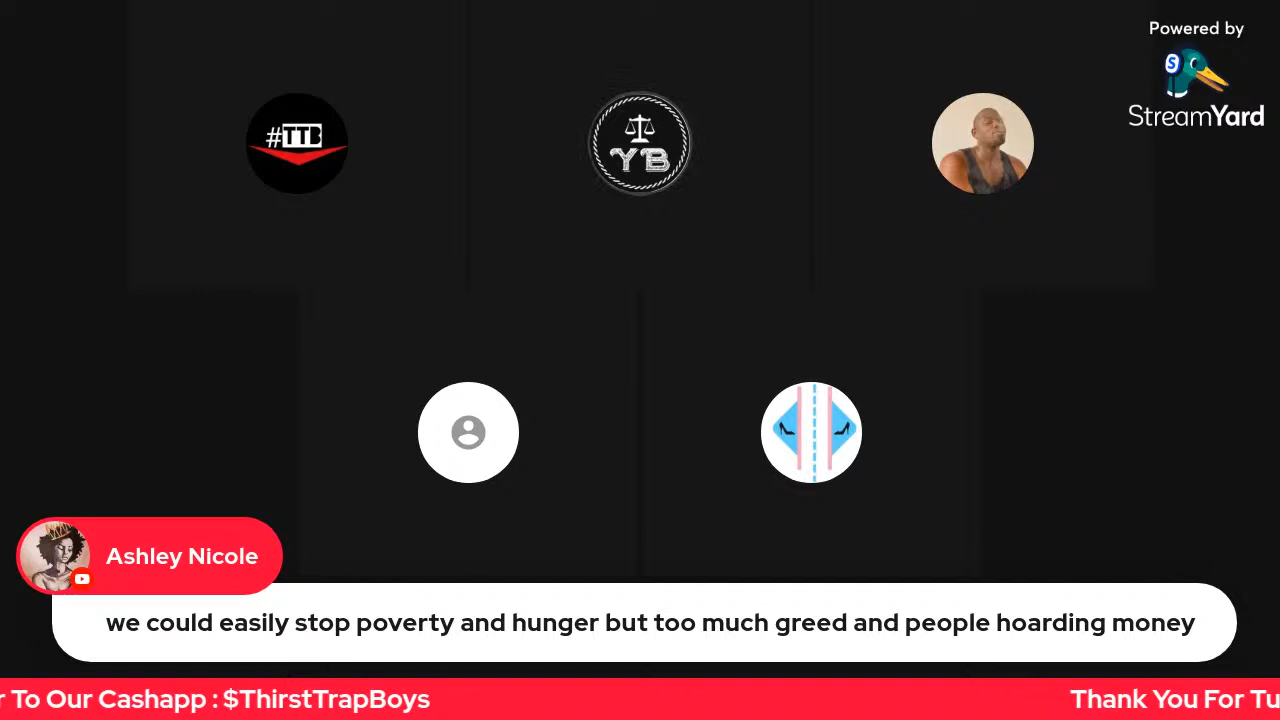 Powered by
S
StreamYard
#TTB
YB
Ashley Nicole
we could easily stop poverty and hunger but too much greed and people hoarding money
r To Our Cashapp : $ThirstTrapBoys
Thank You For Tu